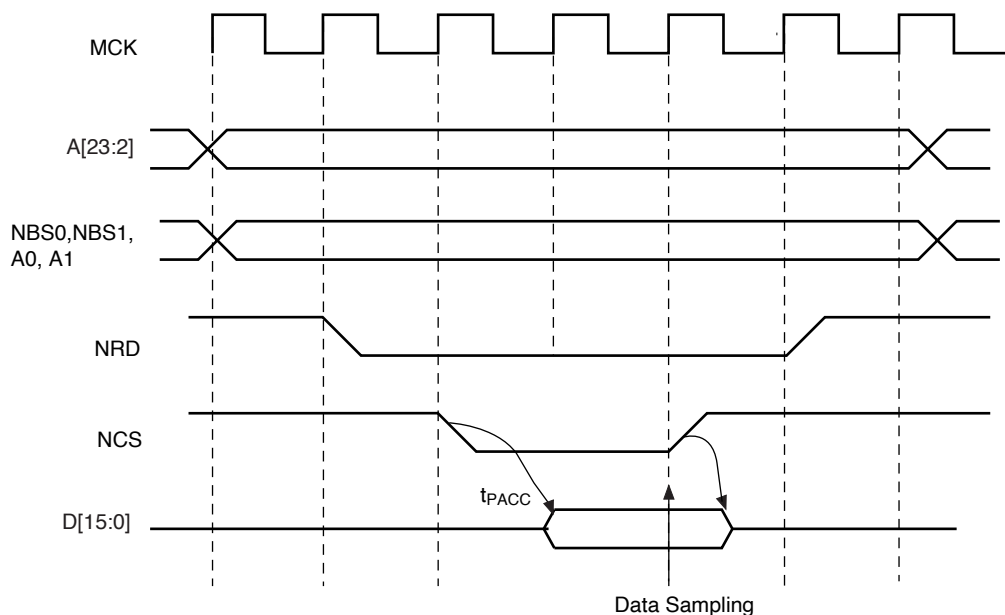 MCK
A[23:2]
NBS0,NBS1,
A0, A1
NRD
NCS
tPACC
D[15:0]
Data Sampling